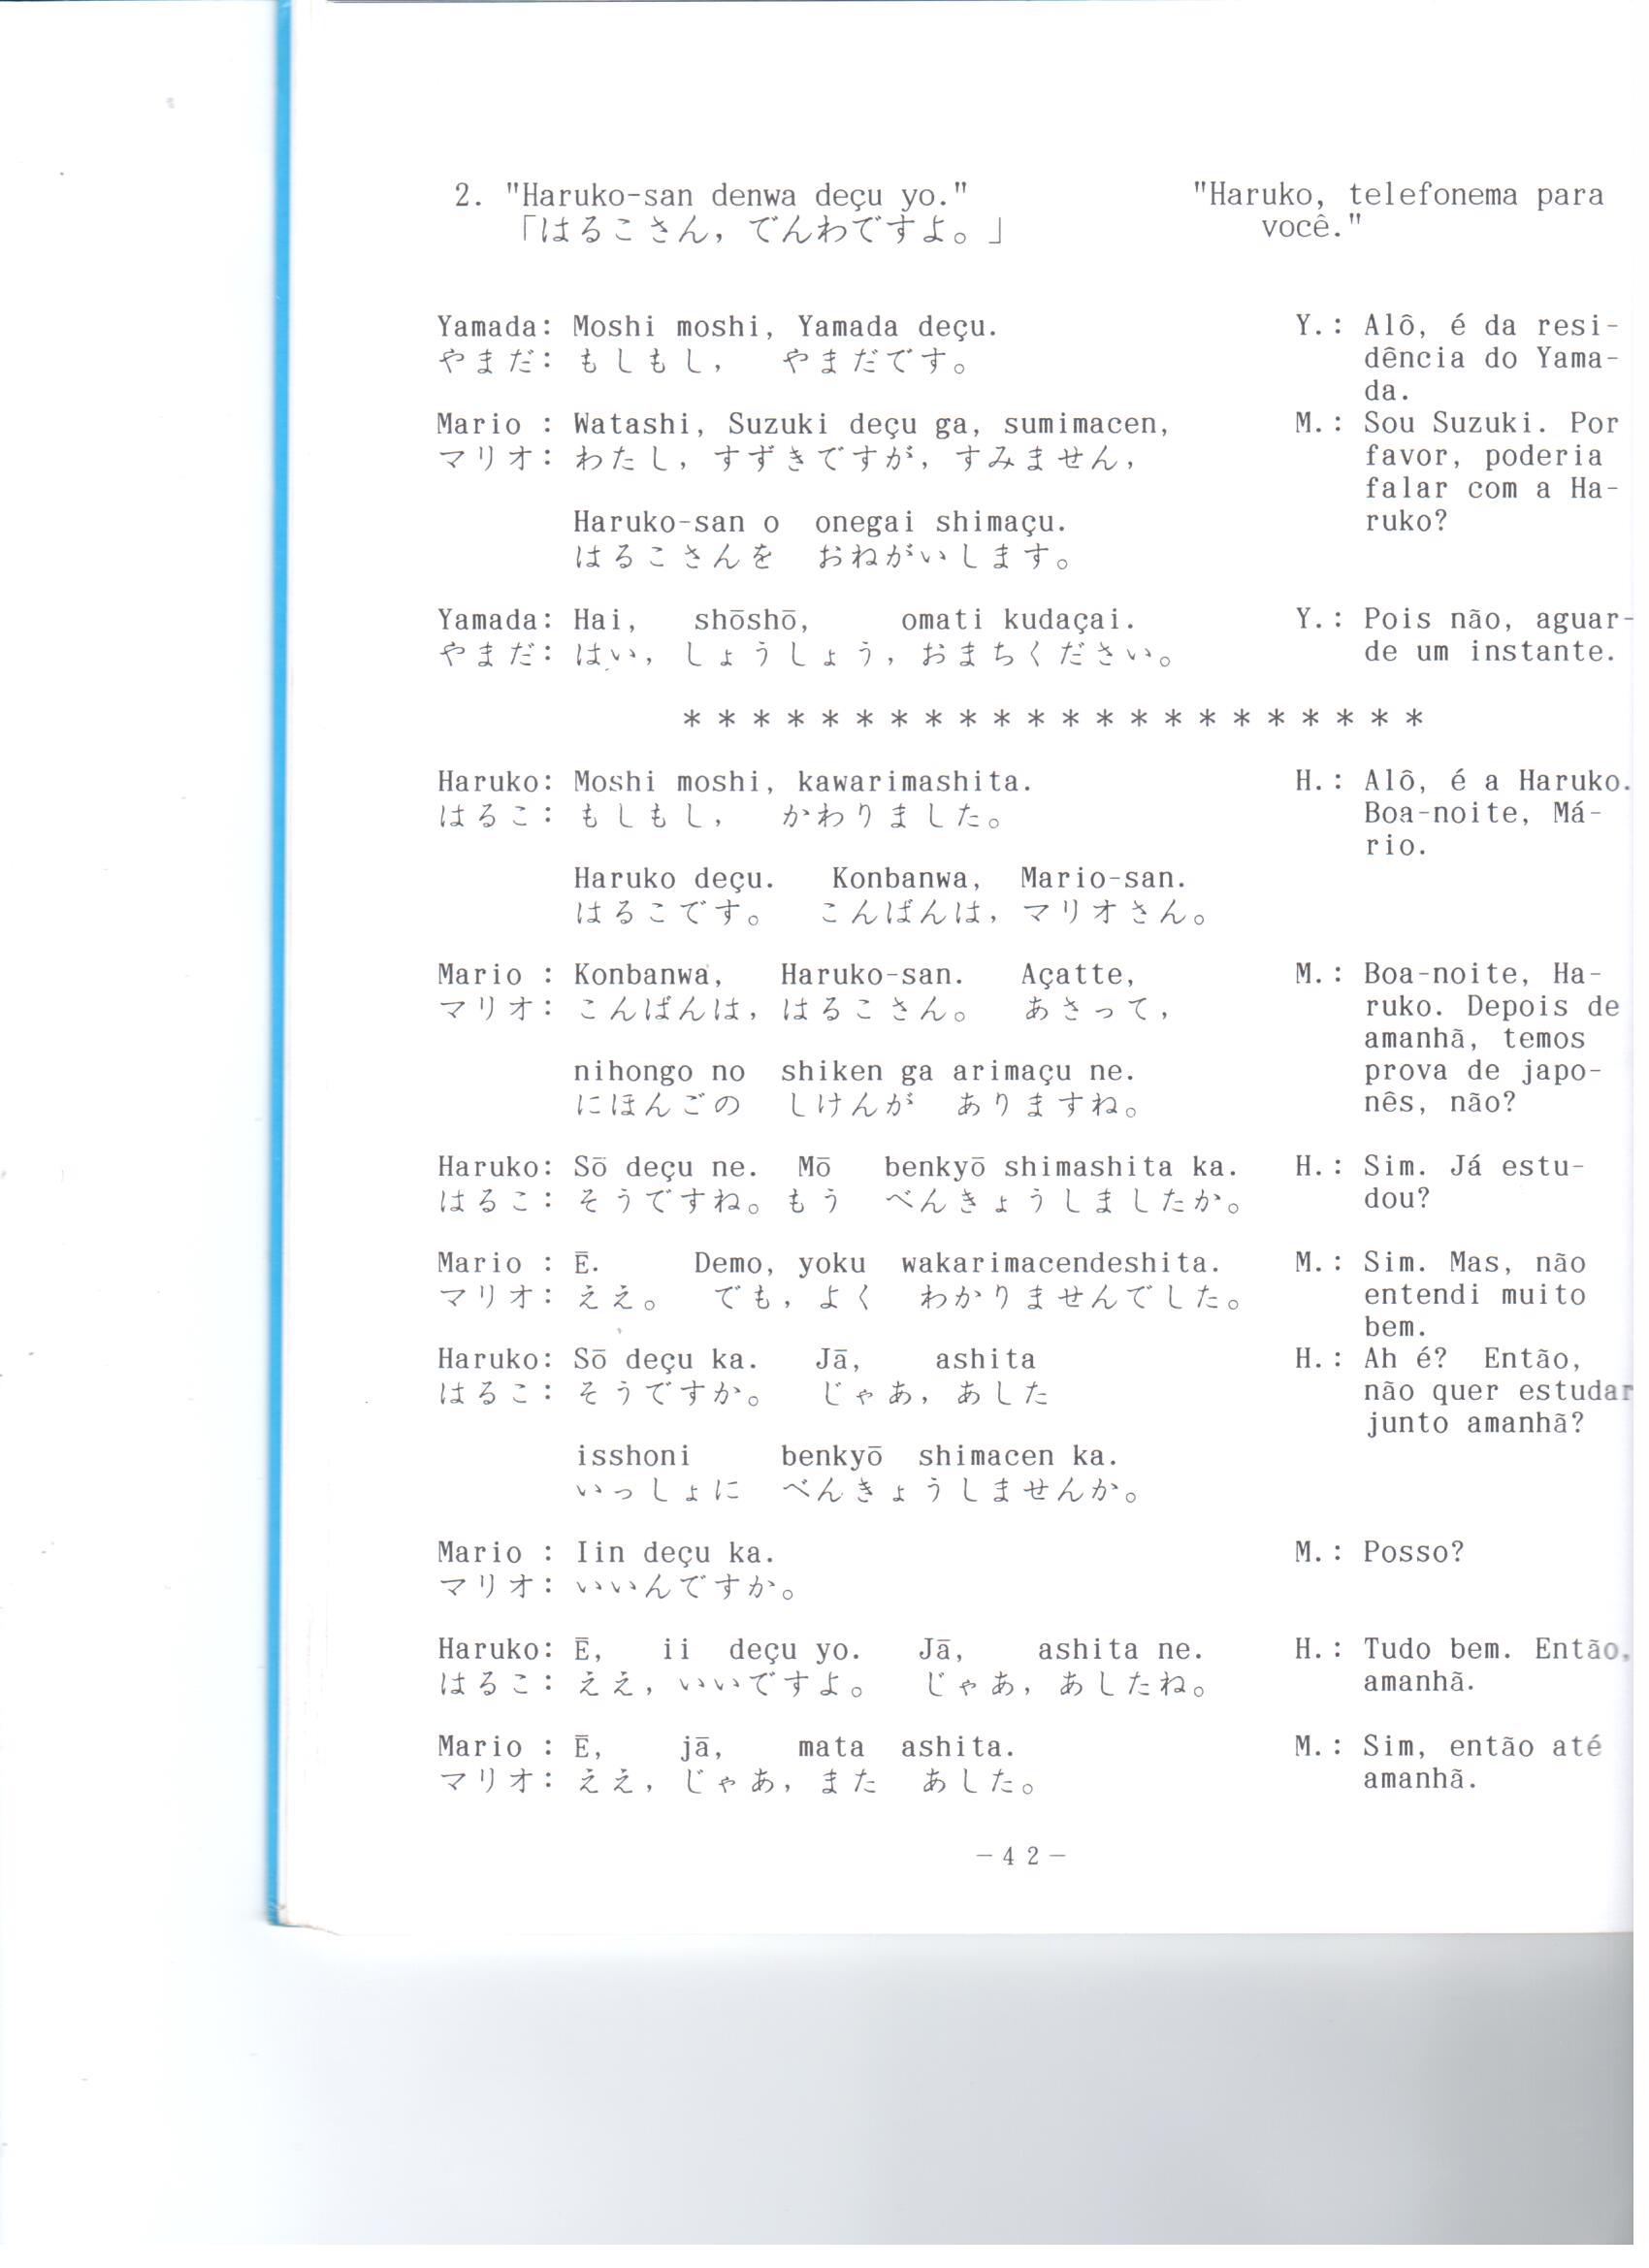 2. "Haruko-san denwa deçu yo."
「はるこさん，でんわですよ。」
"Haruko, telefonema para
você."
Yamada: Moshi moshi, Yamada deçu.
やまだ: もしもし， やまだです。
Y.: Alô, é da resi-
dência do Yama-
da.
Mario : Watashi, Suzuki deçu ga, sumimacen,
マリオ: わたし，すずきですが，すみません，
Haruko-san o onegai shimaçu.
はるこさんを おねがいします。
M.: Sou Suzuki. Por
favor, poderia
falar com a Ha-
ruko?
Yamada: Hai, shōshō, omati kudaçai.
やまだ: はい，しょうしょう，おまちください。
Y.: Pois não, aguar-
de um instante.
* * * * * * * * * * * * * * * * * * * * * *
Haruko: Moshi moshi, kawarimashita.
はるこ: もしもし， かわりました。
Haruko deçu. Konbanwa, Mario-san.
はるこです。 こんばんは，マリオさん。
H.: Alô, é a Haruko.
Boa-noite, Má-
rio.
Mario : Konbanwa, Haruko-san. Açatte,
マリオ: こんばんは，はるこさん。 あさって，
nihongo no shiken ga arimaçu ne.
にほんごの しけんが ありますね。
M.: Boa-noite, Ha-
ruko. Depois de
amanhã, temos
prova de japo-
nês, não?
Haruko: Sō deçu ne. Mō benkyō shimashita ka.
はるこ: そうですね。もう べんきょうしましたか。
H.: Sim. Já estu-
dou?
Mario : Ē. Demo, yoku wakarimacendeshita.
マリオ: ええ。 でも，よく わかりませんでした。
M.: Sim. Mas, não
entendi muito
bem.
Haruko: Sō deçu ka. Jā, ashita
はるこ: そうですか。 じゃあ，あした
isshoni benkyō shimacen ka.
いっしょに べんきょうしませんか。
H.: Ah é? Então,
não quer estudar
junto amanhã?
Mario : Iin deçu ka.
マリオ: いいんですか。
M.: Posso?
Haruko: Ē, ii deçu yo. Jā, ashita ne.
はるこ: ええ，いいですよ。 じゃあ，あしたね。
H.: Tudo bem. Então,
amanhã.
Mario : Ē, jā, mata ashita.
マリオ: ええ，じゃあ，また あした。
M.: Sim, então até
amanhã.
－42－